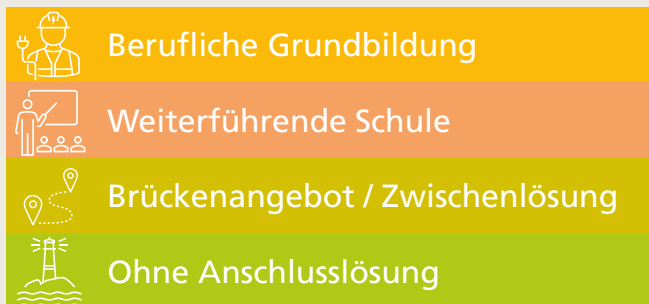 Berufliche Grundbildung
Weiterführende Schule
Brückenangebot / Zwischenlösung
Ohne Anschlusslösung